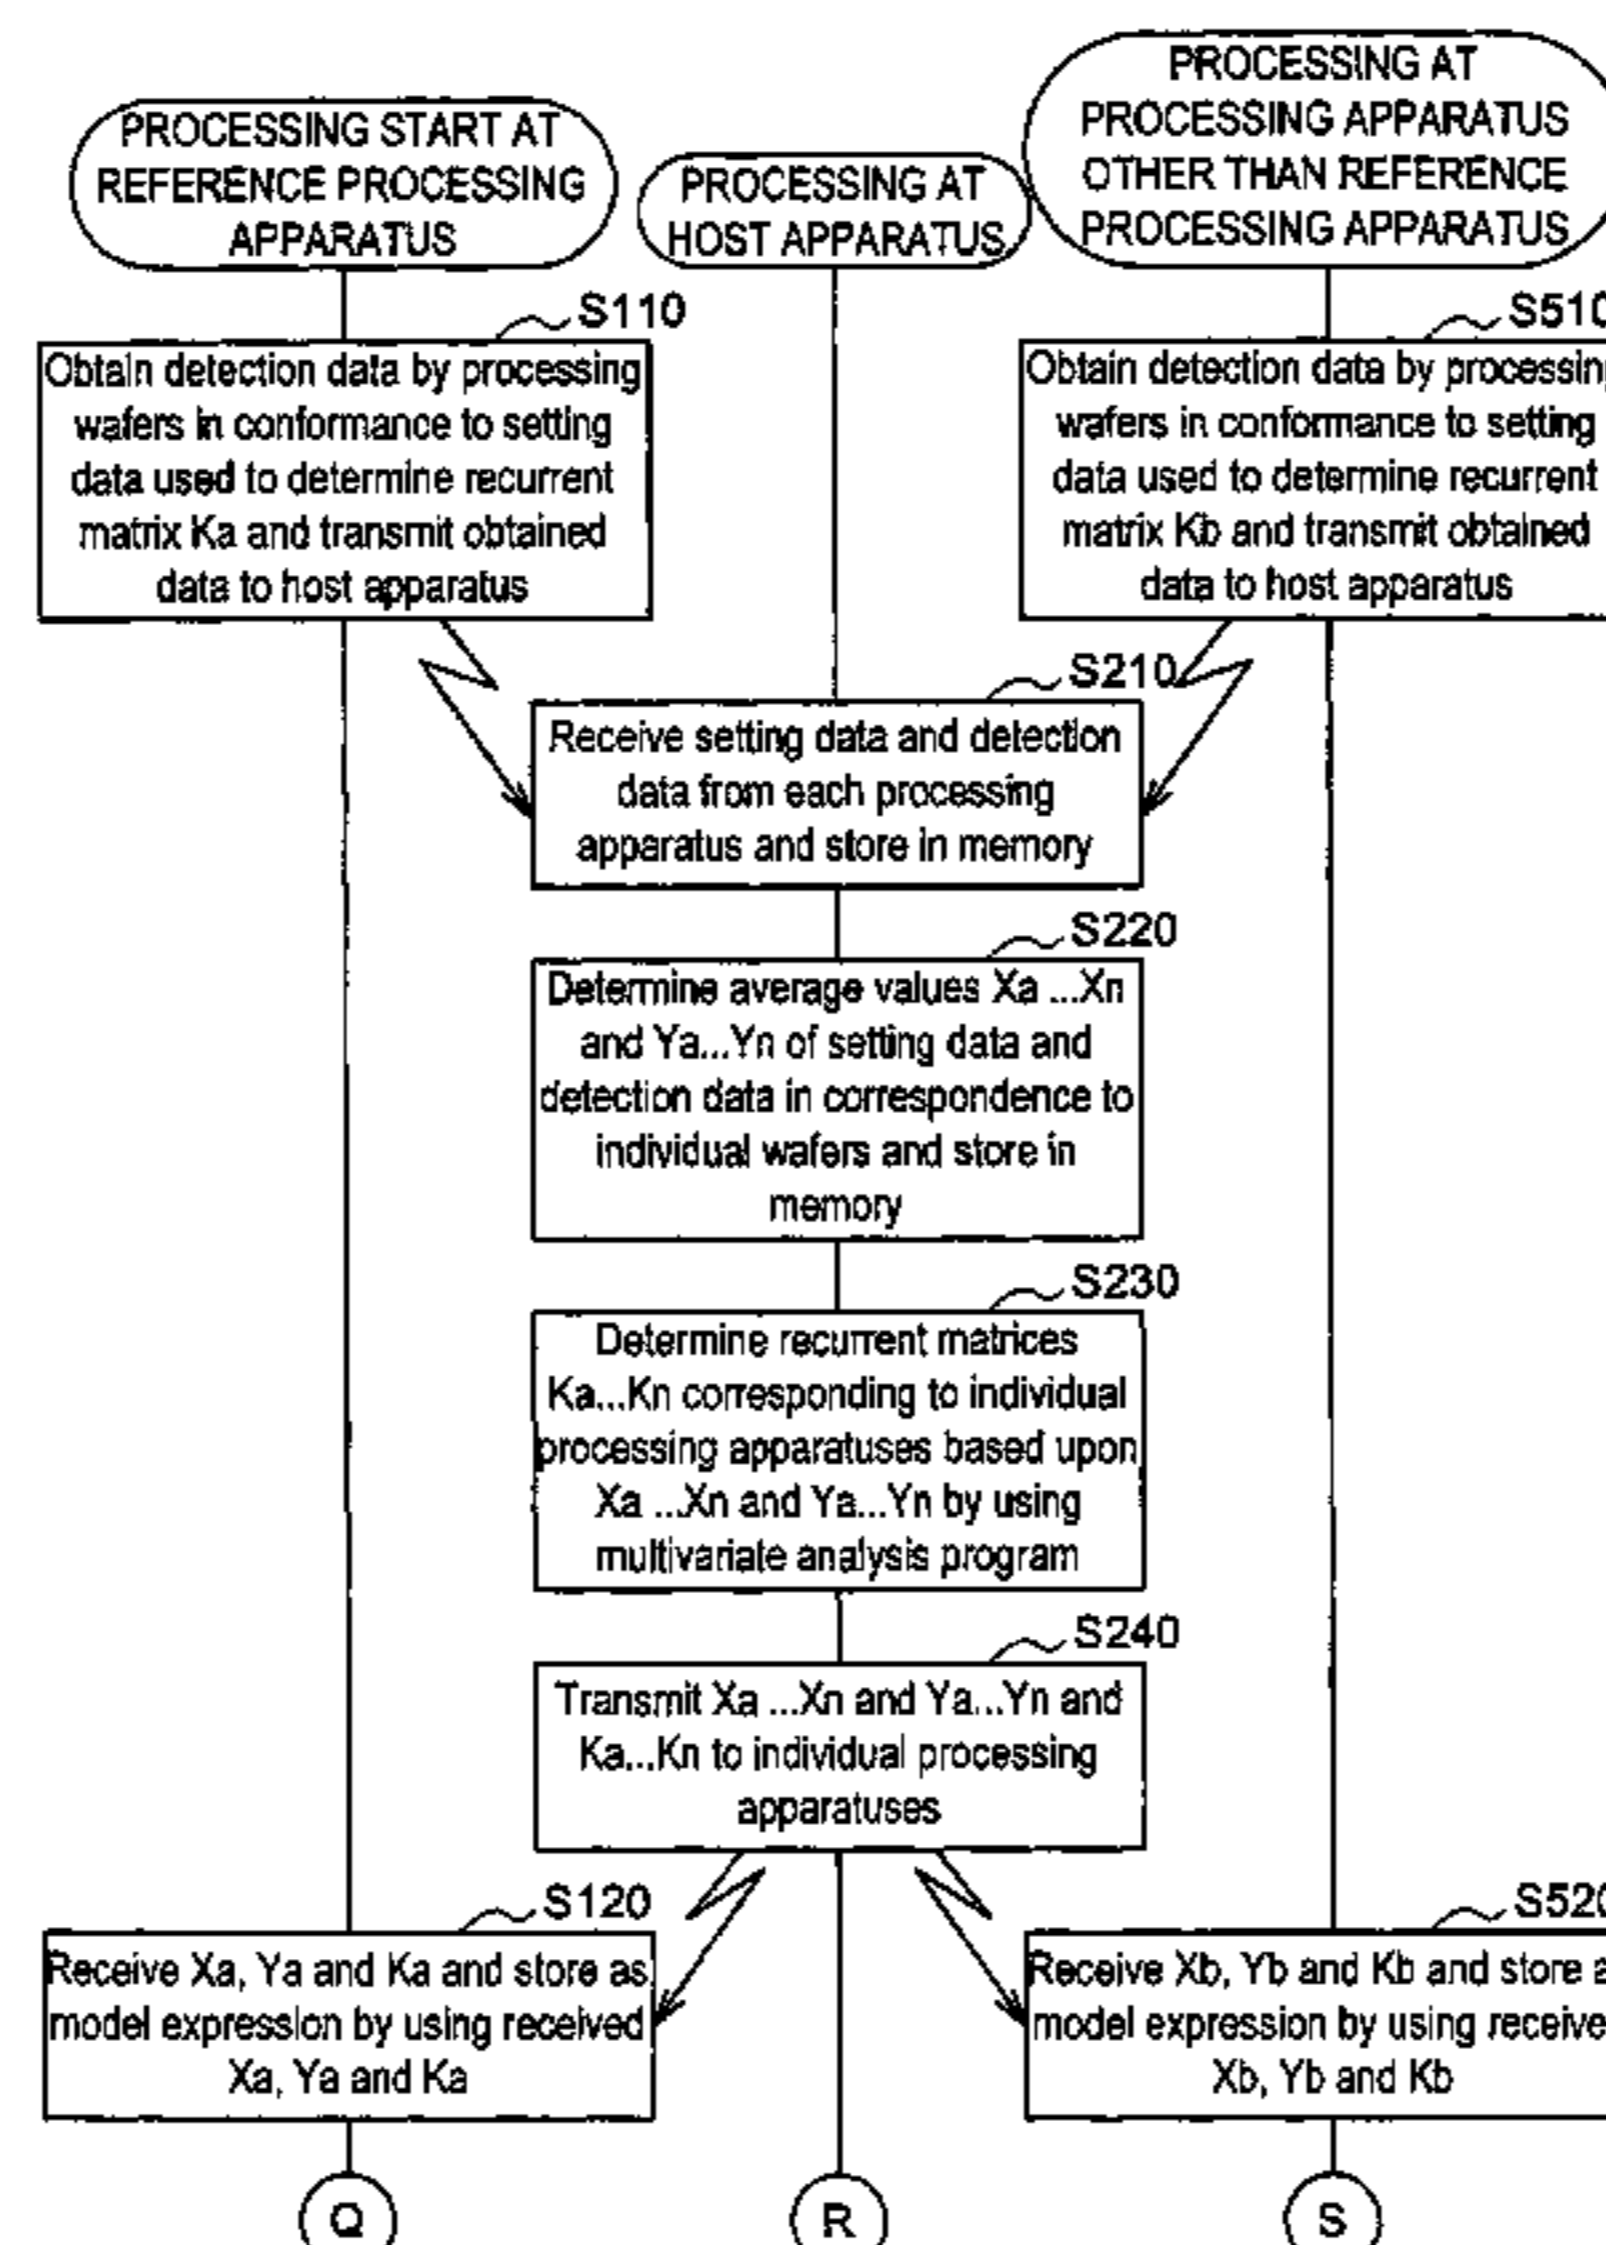 PROCESSING START AT
REFERENCE PROCESSING
APPARATUS
PROCESSING AT
HOST APPARATUS
PROCESSING AT
PROCESSING APPARATUS
OTHER THAN REFERENCE
PROCESSING APPARATUS
S110
Obtain detection data by processing
wafers in conformance to setting
data used to determine recurrent
matrix Ka and transmit obtained
data to host apparatus
S510
Obtain detection data by processing
wafers in conformance to setting
data used to determine recurrent
matrix Kb and transmit obtained
data to host apparatus
S210
Receive setting data and detection
data from each processing
apparatus and store in memory
S220
Determine average values Xa ...Xn
and Ya...Yn of setting data and
detection data in correspondence to
individual wafers and store in
memory
S230
Determine recurrent matrices
Ka...Kn corresponding to individual
processing apparatuses based upon
Xa ...Xn and Ya...Yn by using
multivariate analysis program
S240
Transmit Xa ...Xn and Ya...Yn and
Ka...Kn to individual processing
apparatuses
S120
Receive Xa, Ya and Ka and store as
model expression by using received
Xa, Ya and Ka
S520
Receive Xb, Yb and Kb and store a
model expression by using receive
Xb, Yb and Kb
Q
R
S